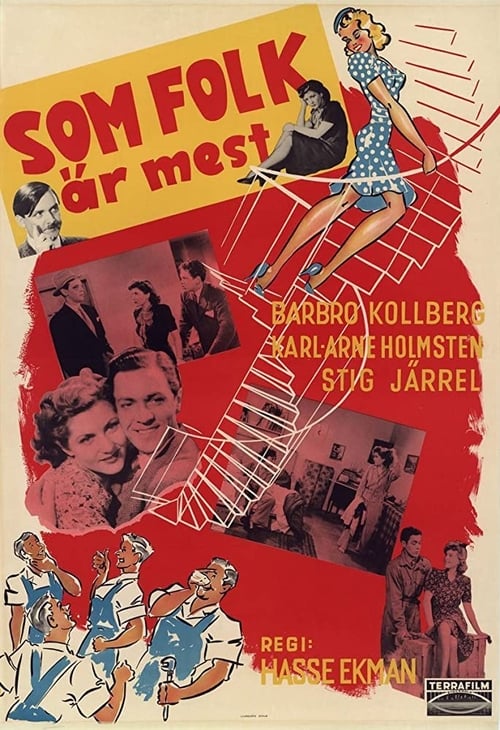 SOM FOLK
är mest
BARBRO KOLLBERG
KARL-ARNE HOLMSTEN
STIG JÄRREL
REGI:
HASSE EKMAN
TERRAFILM